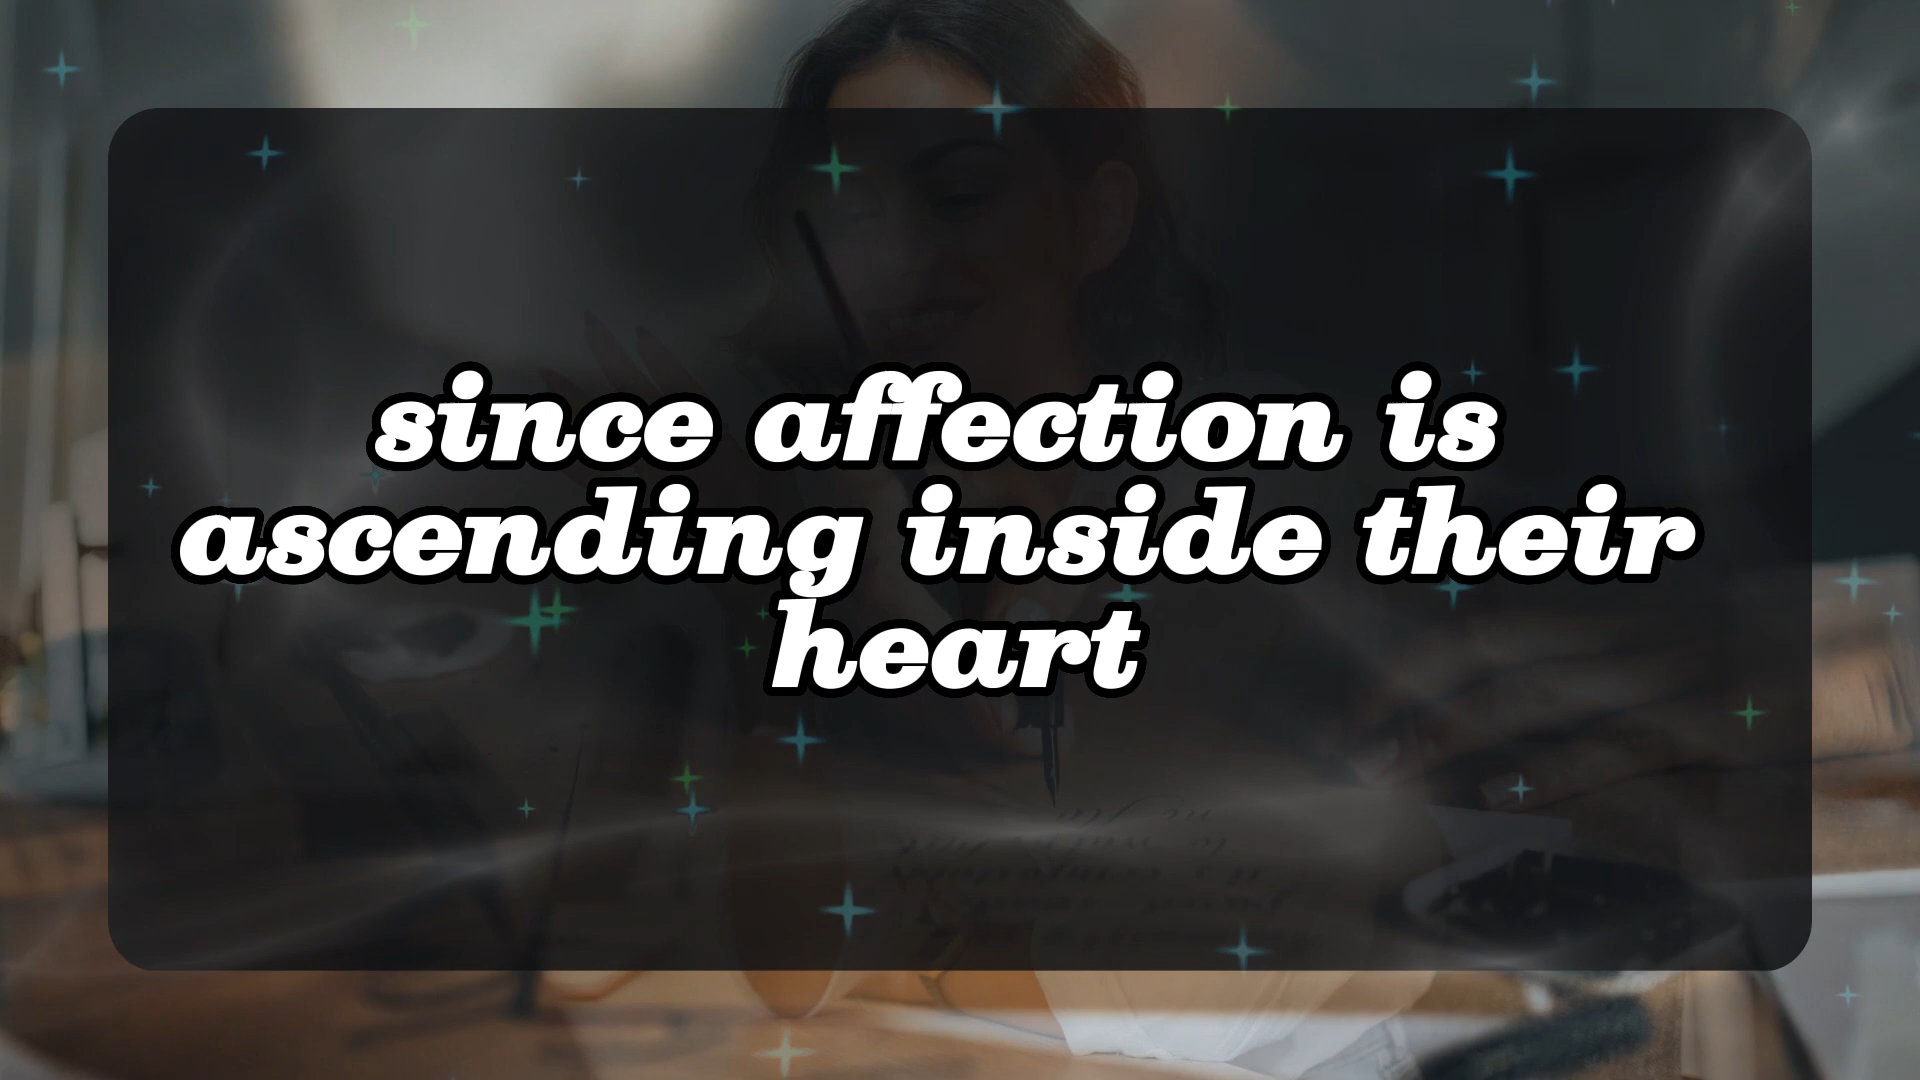 since affection is
ascending inside their
heart